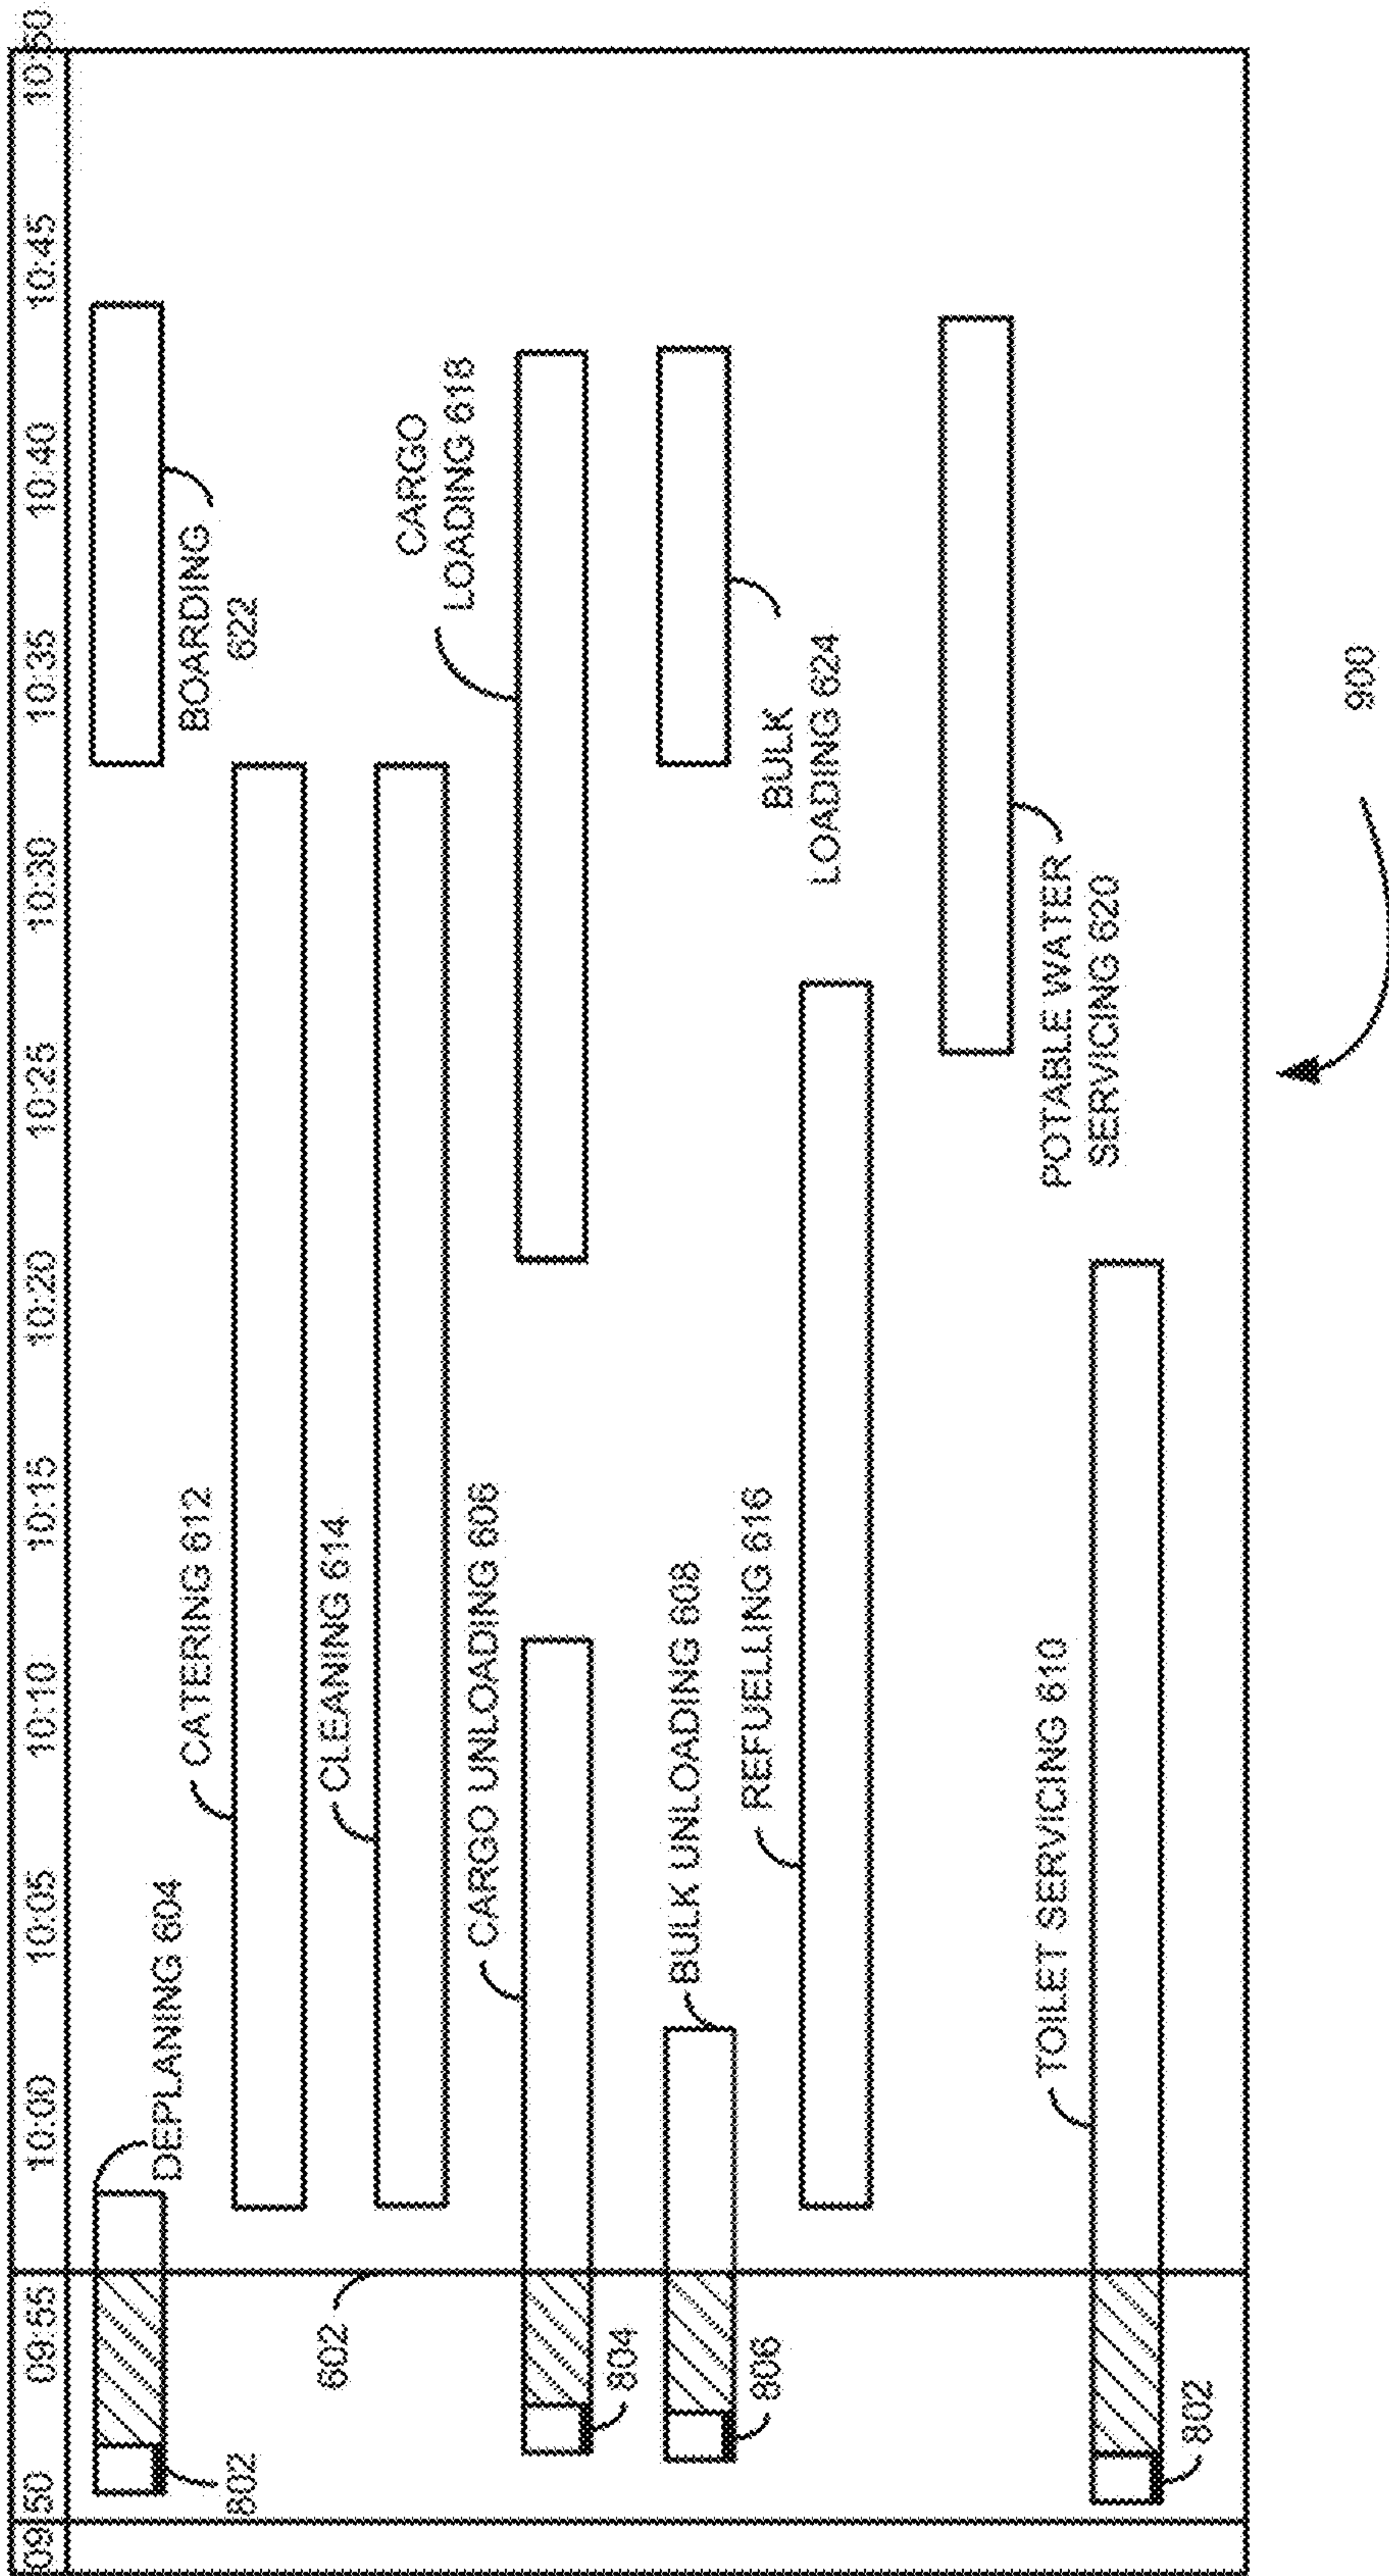 09:50 09:55 10:00 10:05 10:10 10:15 10:20 10:25 10:30 10:35 10:40 10:45 10:50
DEPLANING 604
802
BOARDING
622
CATERING 612
CLEANING 614
602
CARGO UNLOADING 606
804
CARGO
LOADING 618
BULK UNLOADING 608
806
BULK
LOADING 624
REFUELLING 616
POTABLE WATER
SERVICING 620
TOILET SERVICING 610
802
900